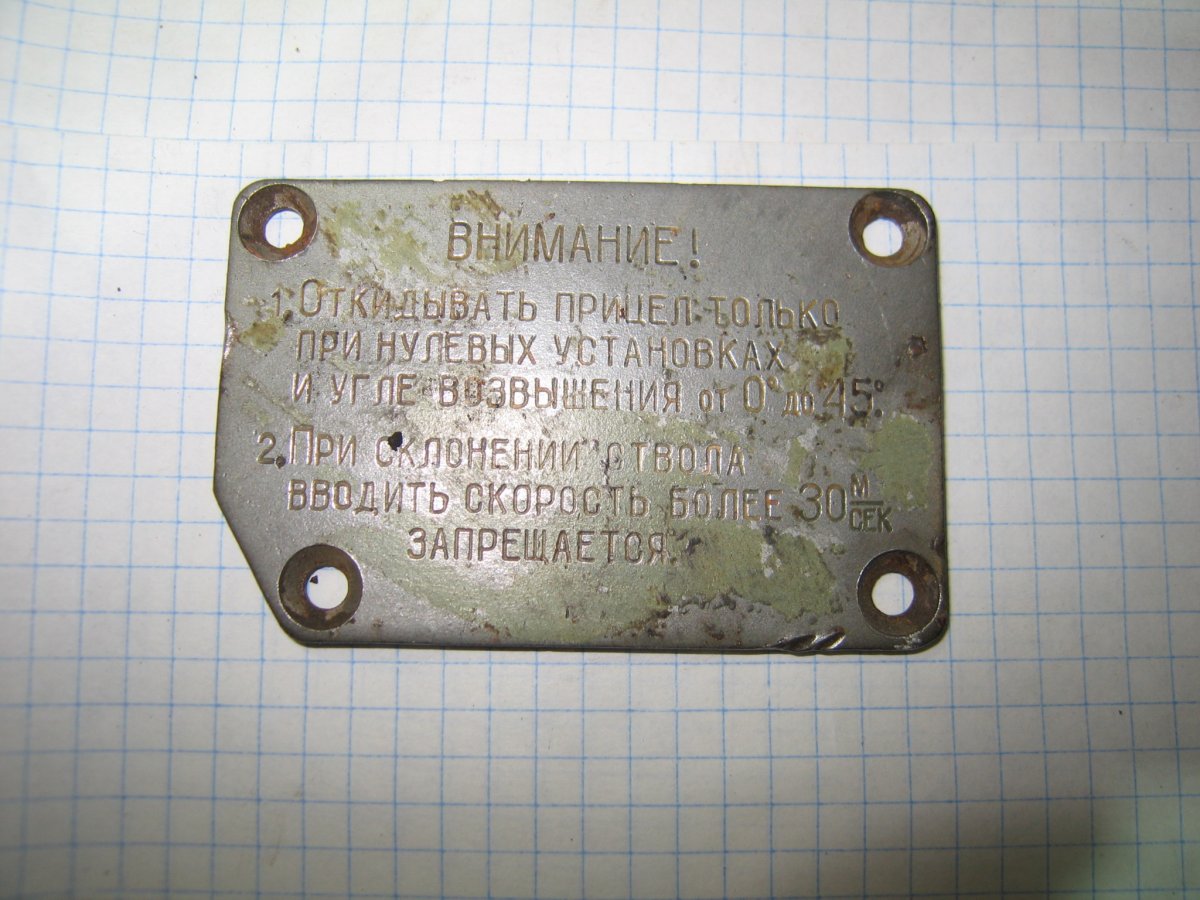 ВНИМАНИЕ!
1. Откидывать прицел только
при нулевых установках
и угле возвышения от 0° до 45°.
2. При склонении ствола
вводить скорость более 30 м/сек
запрещается.